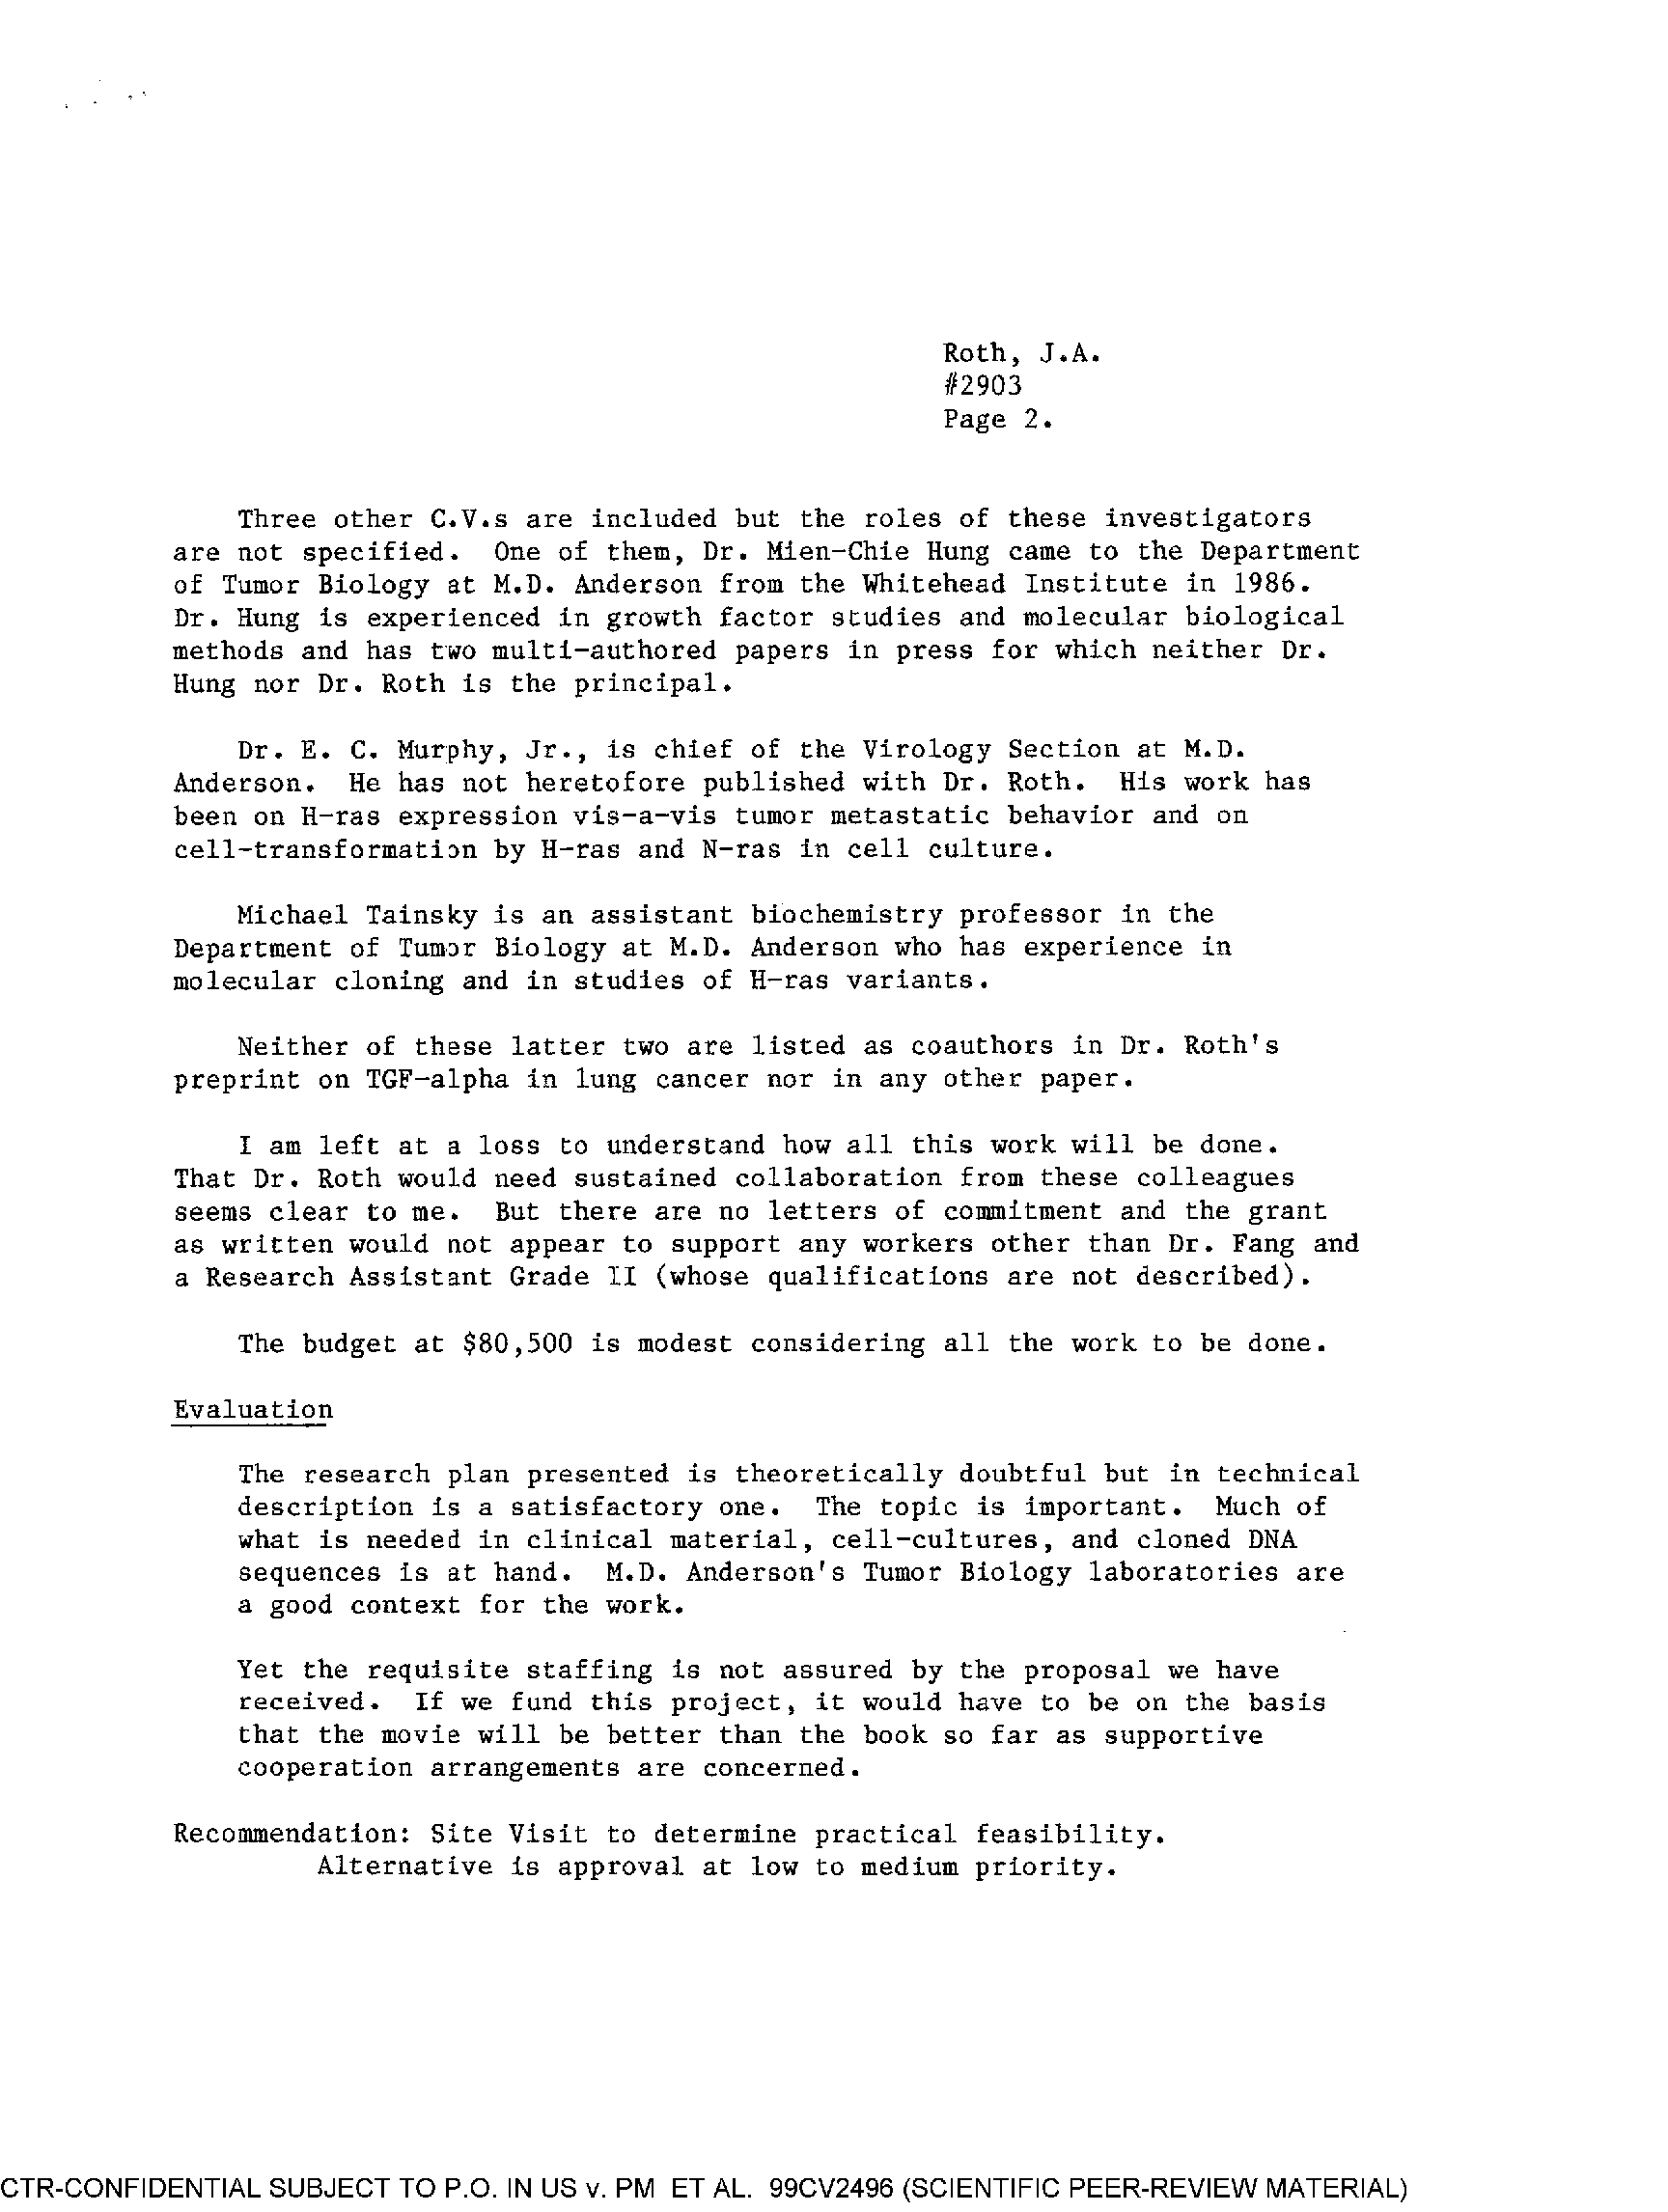 Roth, J.A.
#2903
Page 2.
Three other C.V.s are included but the roles of these investigators
are not specified. One of them, Dr. Mien-Chie Hung came to the Department
of Tumor Biology at M.D. Anderson from the Whitehead Institute in 1986.
Dr. Hung is experienced in growth factor studies and molecular biological
methods and has two multi-authored papers in press for which neither Dr.
Hung nor Dr. Roth is the principal.
Dr. E. C. Murphy, Jr., is chief of the Virology Section at M.D.
Anderson. He has not heretofore published with Dr. Roth. His work has
been on H-ras expression vis-a-vis tumor metastatic behavior and on
cell-transformation by H-ras and N-ras in cell culture.
Michael Tainsky is an assistant biochemistry professor in the
Department of Tumor Biology at M.D. Anderson who has experience in
molecular cloning and in studies of H-ras variants.
Neither of these latter two are listed as coauthors in Dr. Roth's
preprint on TGF-alpha in lung cancer nor in any other paper.
I am left at a loss to understand how all this work will be done.
That Dr. Roth would need sustained collaboration from these colleagues
seems clear to me. But there are no letters of commitment and the grant
as written would not appear to support any workers other than Dr. Fang and
a Research Assistant Grade II (whose qualifications are not described).
The budget at $80,500 is modest considering all the work to be done.
Evaluation
The research plan presented is theoretically doubtful but in technical
description is a satisfactory one. The topic is important. Much of
what is needed in clinical material, cell-cultures, and cloned DNA
sequences is at hand. M.D. Anderson's Tumor Biology laboratories are
a good context for the work.
Yet the requisite staffing is not assured by the proposal we have
received. If we fund this project, it would have to be on the basis
that the movie will be better than the book so far as supportive
cooperation arrangements are concerned.
Recommendation: Site Visit to determine practical feasibility.
Alternative is approval at low to medium priority.
CTR-CONFIDENTIAL SUBJECT TO P.O. IN US v. PM ET AL. 99CV2496 (SCIENTIFIC PEER-REVIEW MATERIAL)